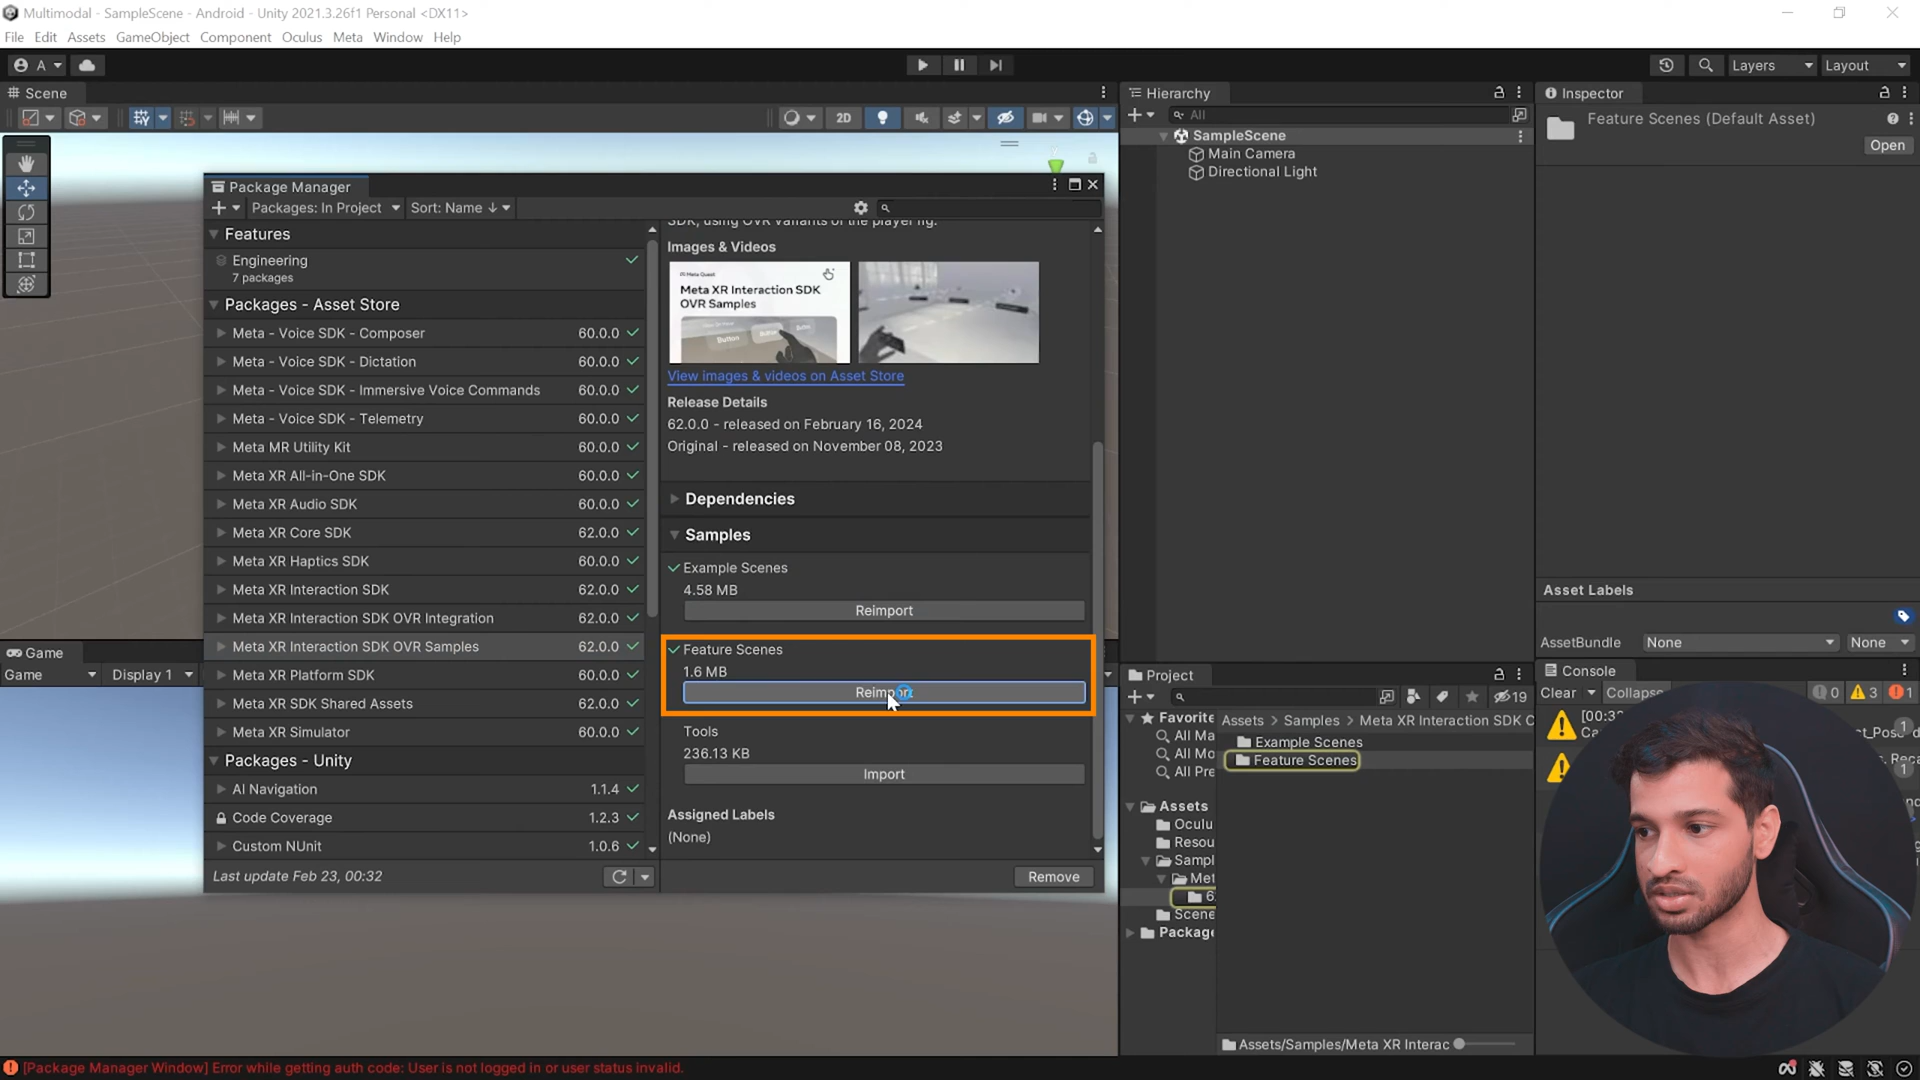 Multimodal - SampleScene - Android - Unity 2021.3.26f1 Personal <DX11>
File Edit Assets GameObject Component Oculus Meta Window Help
A
Layers Layout
Scene
2D
Package Manager
Packages: In Project Sort: Name ↓
Features
Engineering
7 packages
Packages - Asset Store
Meta - Voice SDK - Composer 60.0.0
Meta - Voice SDK - Dictation 60.0.0
Meta - Voice SDK - Immersive Voice Commands 60.0.0
Meta - Voice SDK - Telemetry 60.0.0
Meta MR Utility Kit 60.0.0
Meta XR All-in-One SDK 60.0.0
Meta XR Audio SDK 60.0.0
Meta XR Core SDK 62.0.0
Meta XR Haptics SDK 60.0.0
Meta XR Interaction SDK 62.0.0
Meta XR Interaction SDK OVR Integration 62.0.0
Meta XR Interaction SDK OVR Samples 62.0.0
Meta XR Platform SDK 60.0.0
Meta XR SDK Shared Assets 62.0.0
Meta XR Simulator 60.0.0
Packages - Unity
AI Navigation 1.1.4
Code Coverage 1.2.3
Custom NUnit 1.0.6
Last update Feb 23, 00:32
SDK, using OVR variants of the player rig.
Images & Videos
Meta Quest
Meta XR Interaction SDK
OVR Samples
Button
View images & videos on Asset Store
Release Details
62.0.0 - released on February 16, 2024
Original - released on November 08, 2023
Dependencies
Samples
Example Scenes
4.58 MB
Reimport
Feature Scenes
1.6 MB
Reimport
Tools
236.13 KB
Import
Assigned Labels
(None)
Remove
Game
Game Display 1
Hierarchy
All
SampleScene
Main Camera
Directional Light
Inspector
Feature Scenes (Default Asset)
Open
Asset Labels
AssetBundle None None
Project
19
Favorite
All Ma
All Mo
All Pre
Assets
Oculu
Resou
Sampl
Met
6
Scene
Package
Assets > Samples > Meta XR Interaction SDK O
Example Scenes
Feature Scenes
Assets/Samples/Meta XR Interac
Console
Clear Collapse 0 3 1
[00:3
Ca
1
1
[Package Manager Window] Error while getting auth code: User is not logged in or user status invalid.